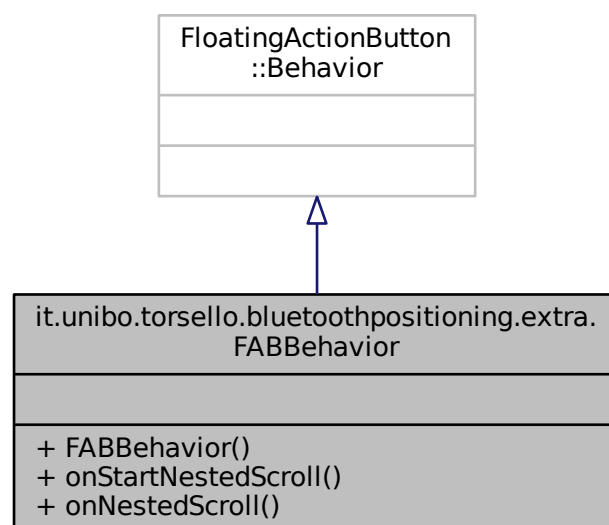 FloatingActionButton
::Behavior
it.unibo.torsello.bluetoothpositioning.extra.
FABBehavior
+ FABBehavior()
+ onStartNestedScroll()
+ onNestedScroll()